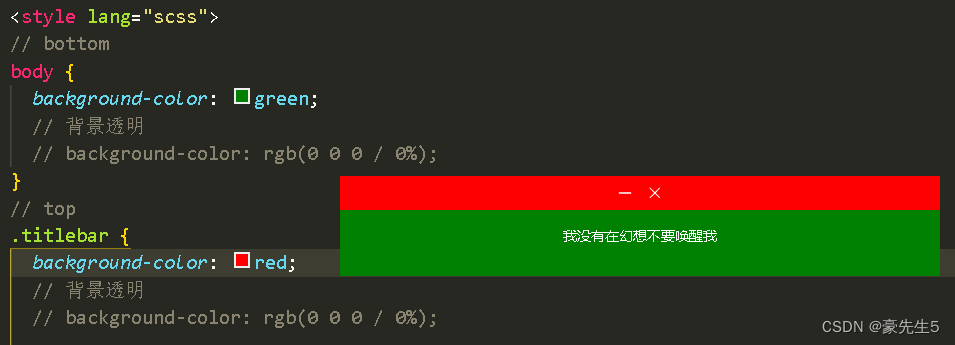 <style lang="scss">
// bottom
body {
background-color: green;
// 背景透明
// background-color: rgb(0 0 0 / 0%);
}
// top
.titlebar {
background-color: red;
// 背景透明
// background-color: rgb(0 0 0 / 0%);
我没有在幻想不要唤醒我
CSDN @豪先生5